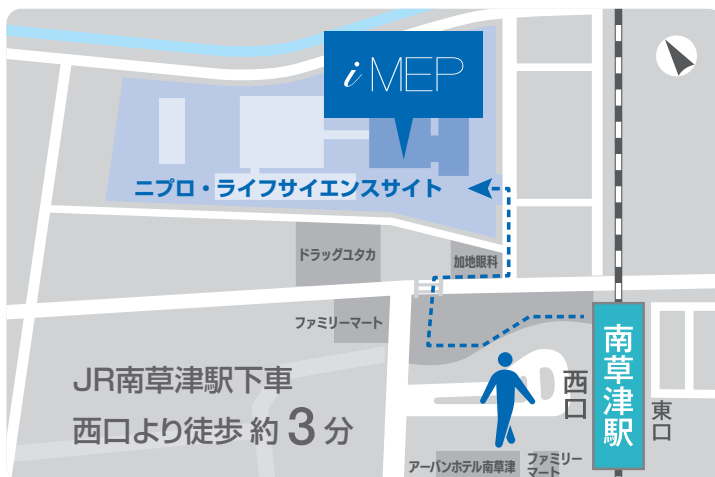 i MEP
ニプロ・ライフサイエンスサイト
ドラッグユタカ
加地眼科
ファミリーマート
JR南草津駅下車
西口より徒歩 約 3 分
西口
南草津駅
東口
アーバンホテル南草津
ファミリー
マート